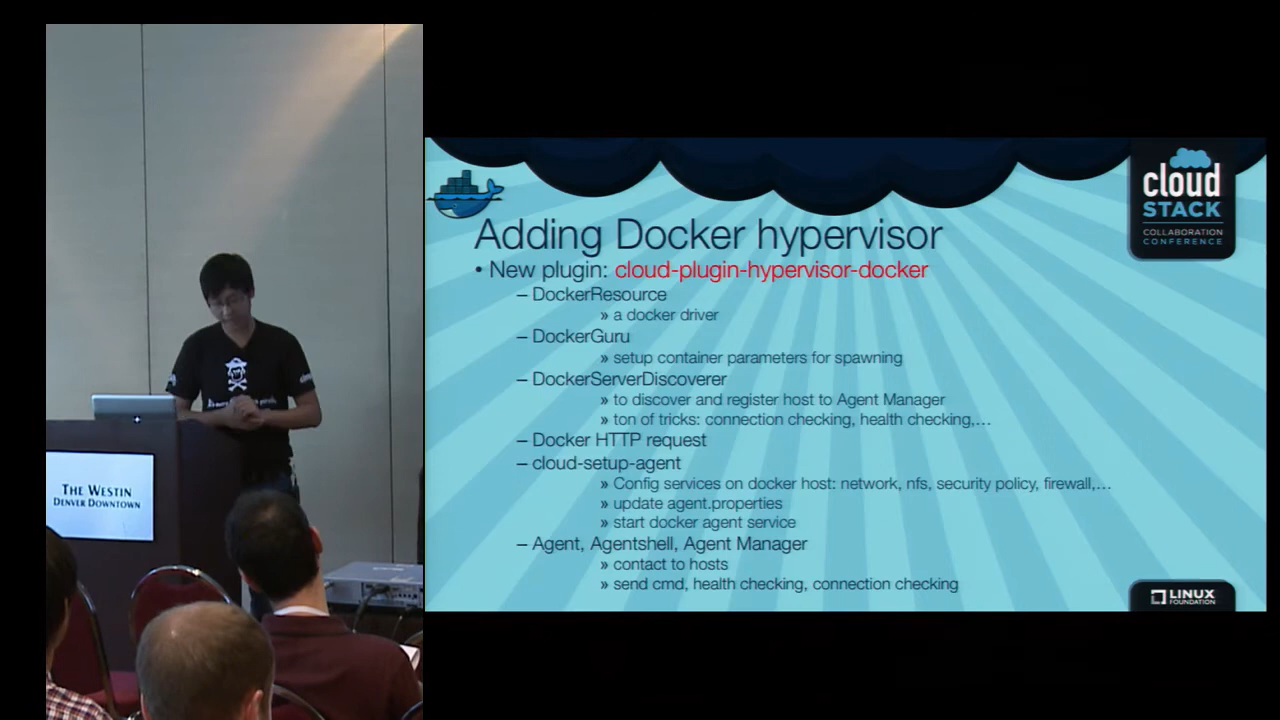 cloud
STACK
COLLABORATION
CONFERENCE
Adding Docker hypervisor
• New plugin: cloud-plugin-hypervisor-docker
– DockerResource
» a docker driver
– DockerGuru
» setup container parameters for spawning
– DockerServerDiscoverer
» to discover and register host to Agent Manager
» ton of tricks: connection checking, health checking,…
– Docker HTTP request
– cloud-setup-agent
» Config services on docker host: network, nfs, security policy, firewall,…
» update agent.properties
» start docker agent service
– Agent, Agentshell, Agent Manager
» contact to hosts
» send cmd, health checking, connection checking
LINUX
FOUNDATION
THE WESTIN
DENVER DOWNTOWN